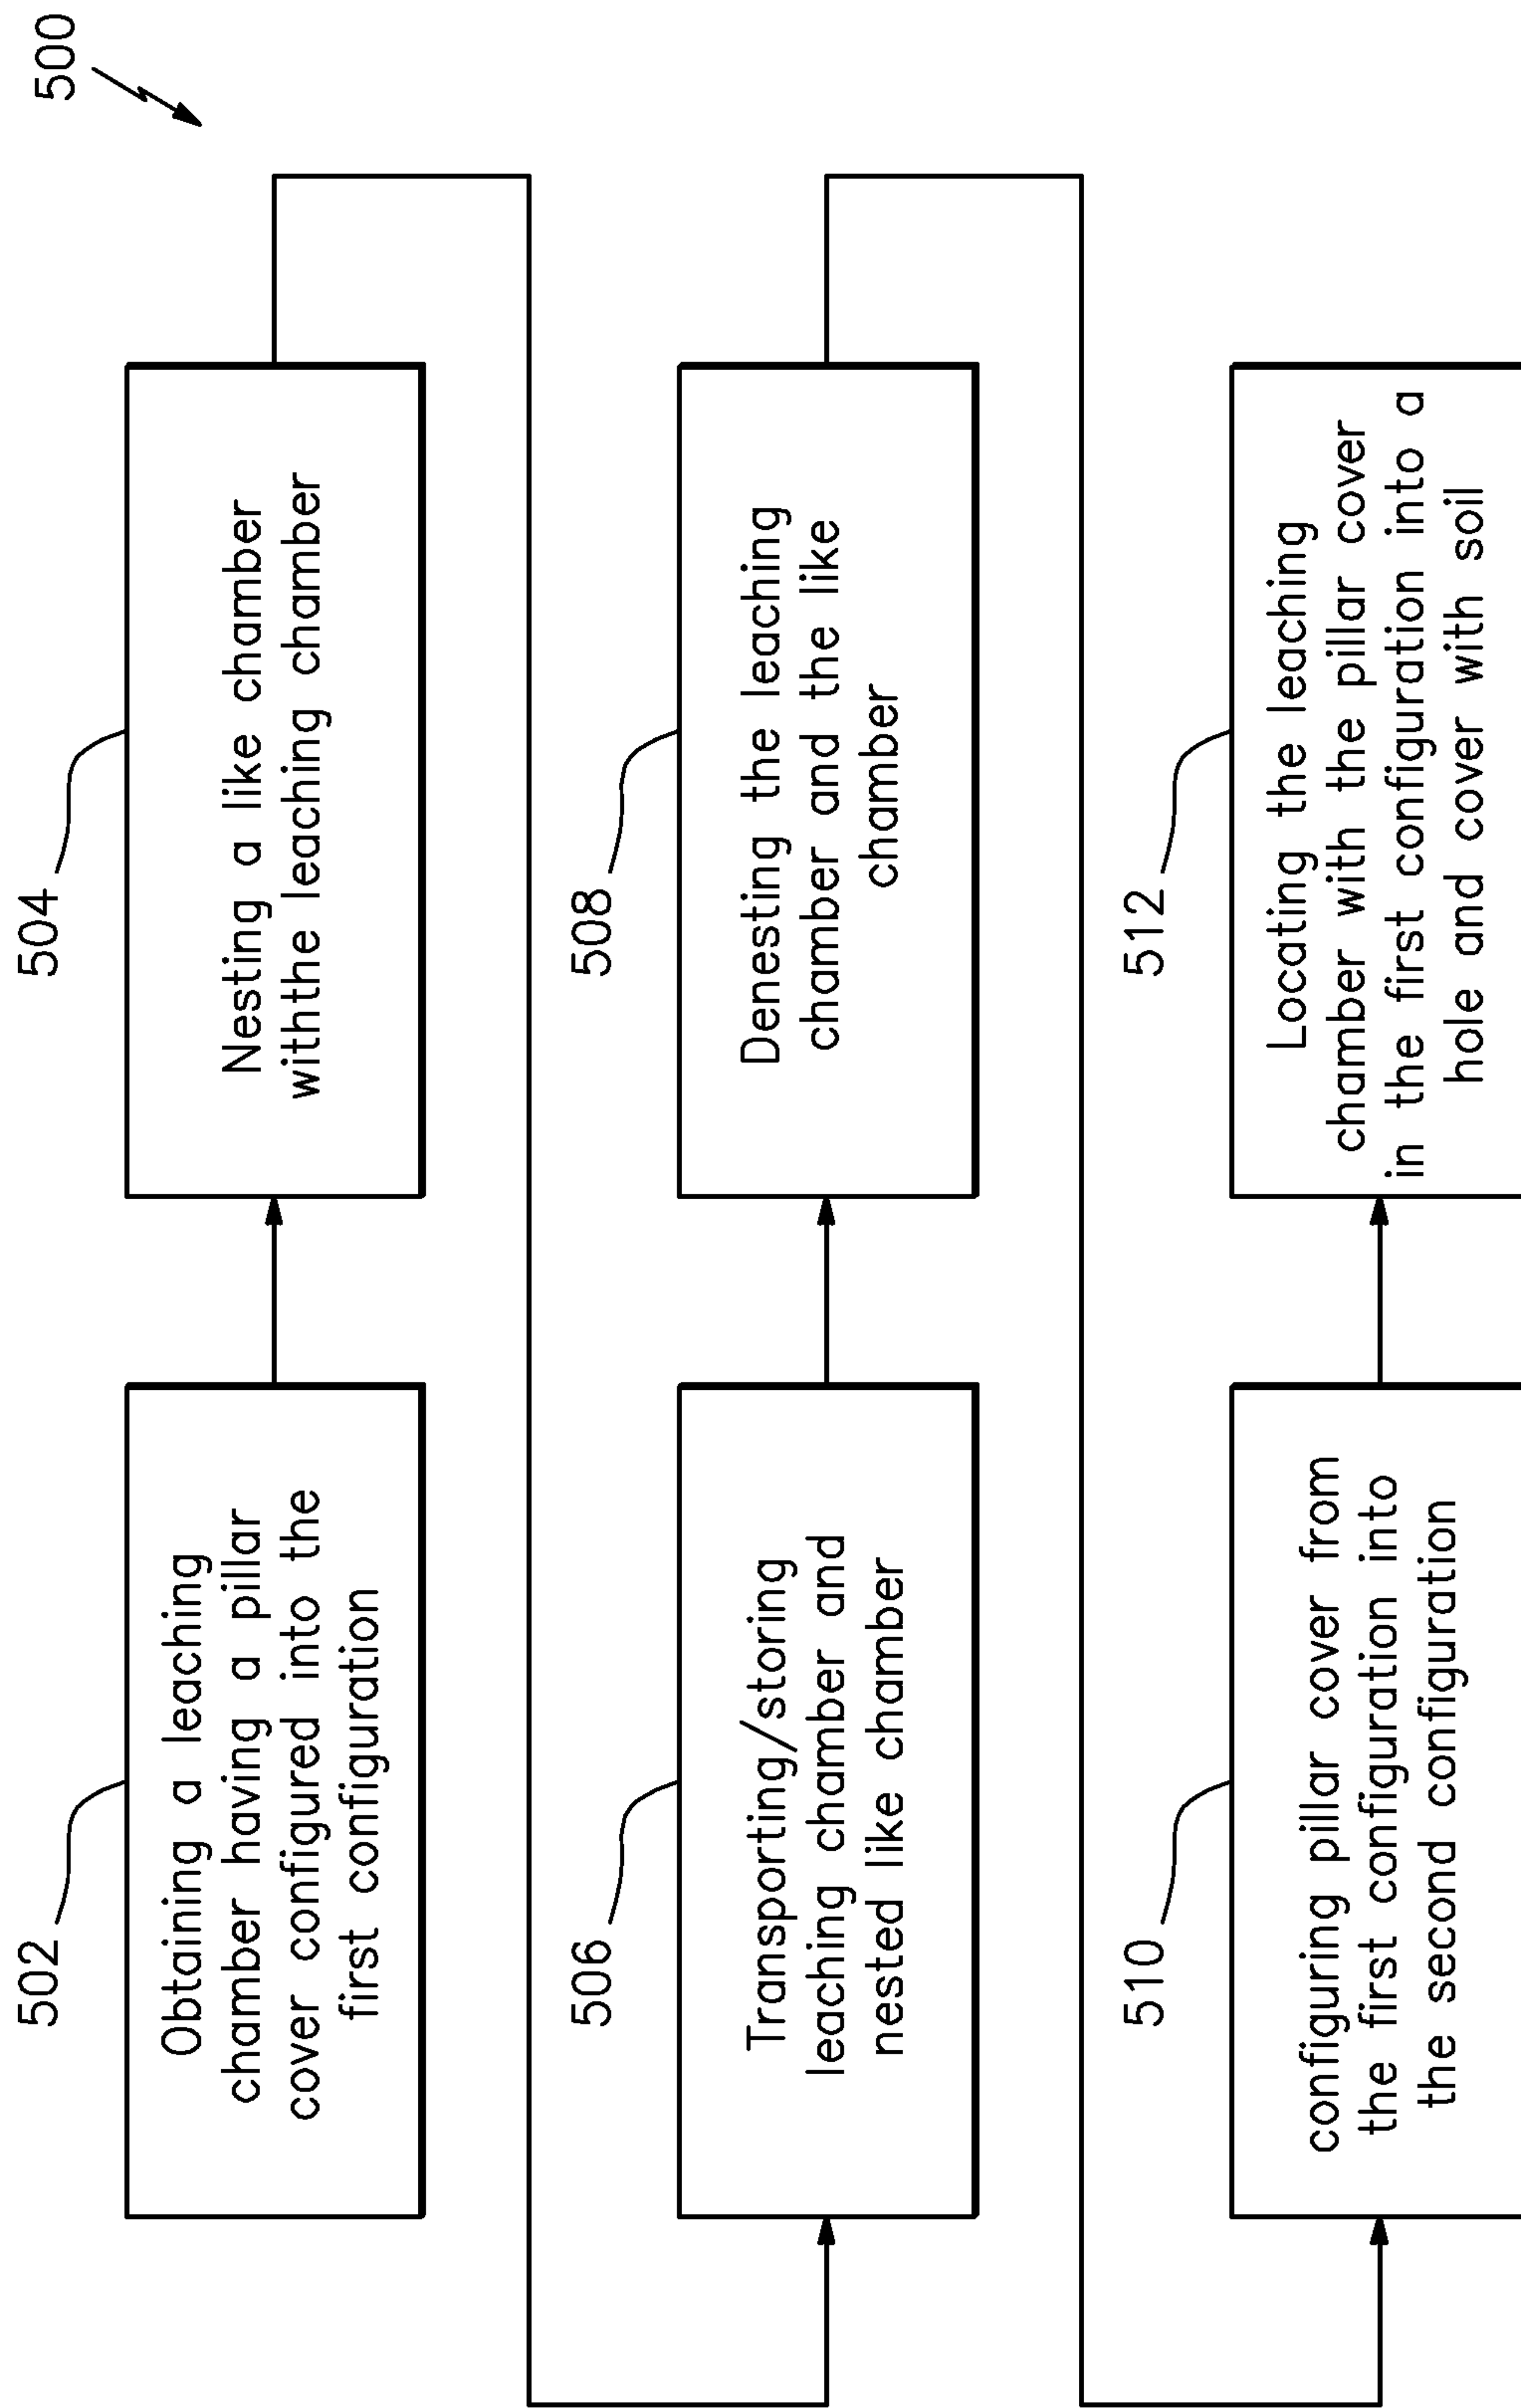 500
502
Obtaining a leaching
chamber having a pillar
cover configured into the
first configuration
504
Nesting a like chamber
withthe leaching chamber
506
Transporting/storing
leaching chamber and
nested like chamber
508
Denesting the leaching
chamber and the like
chamber
510
configuring pillar cover from
the first configuration into
the second configuration
512
Locating the leaching
chamber with the pillar cover
in the first configuration into a
hole and cover with soil